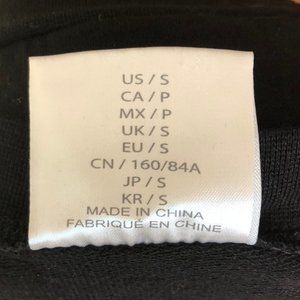 US / S
CA / P
MX / P
UK / S
EU / S
CN / 160/84A
JP / S
KR / S
MADE IN CHINA
FABRIQUÉ EN CHINE